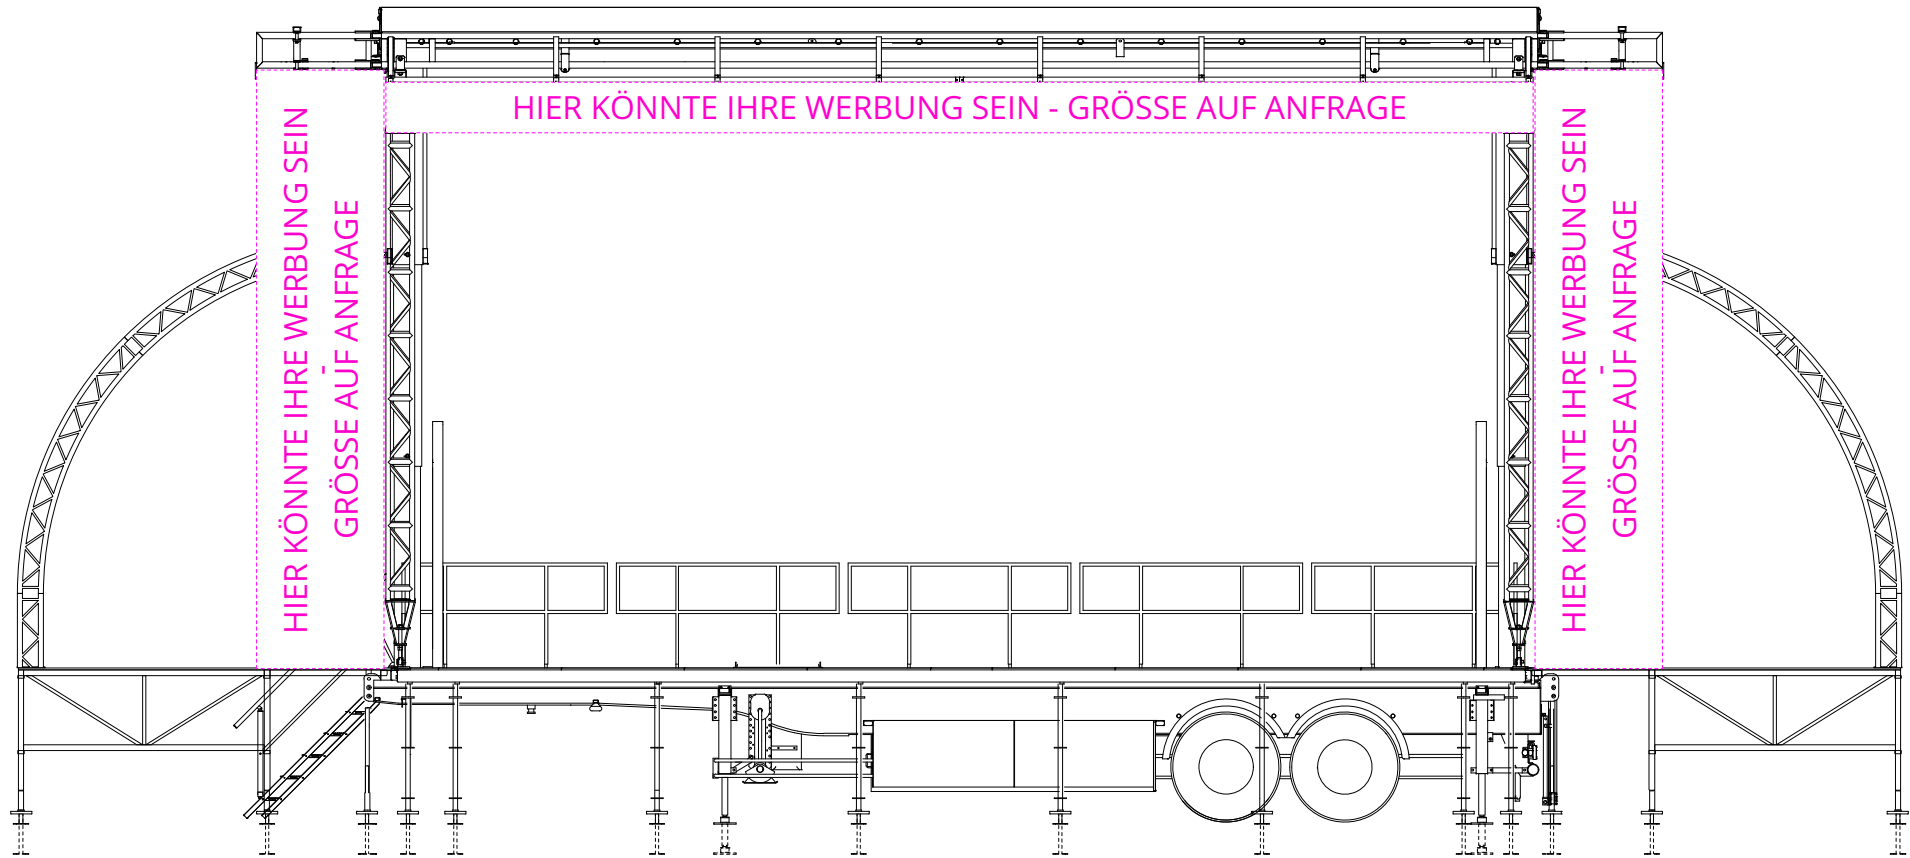 HIER KÖNNTE IHRE WERBUNG SEIN - GRÖSSE AUF ANFRAGE
HIER KÖNNTE IHRE WERBUNG SEIN
-
GRÖSSE AUF ANFRAGE
HIER KÖNNTE IHRE WERBUNG SEIN
-
GRÖSSE AUF ANFRAGE